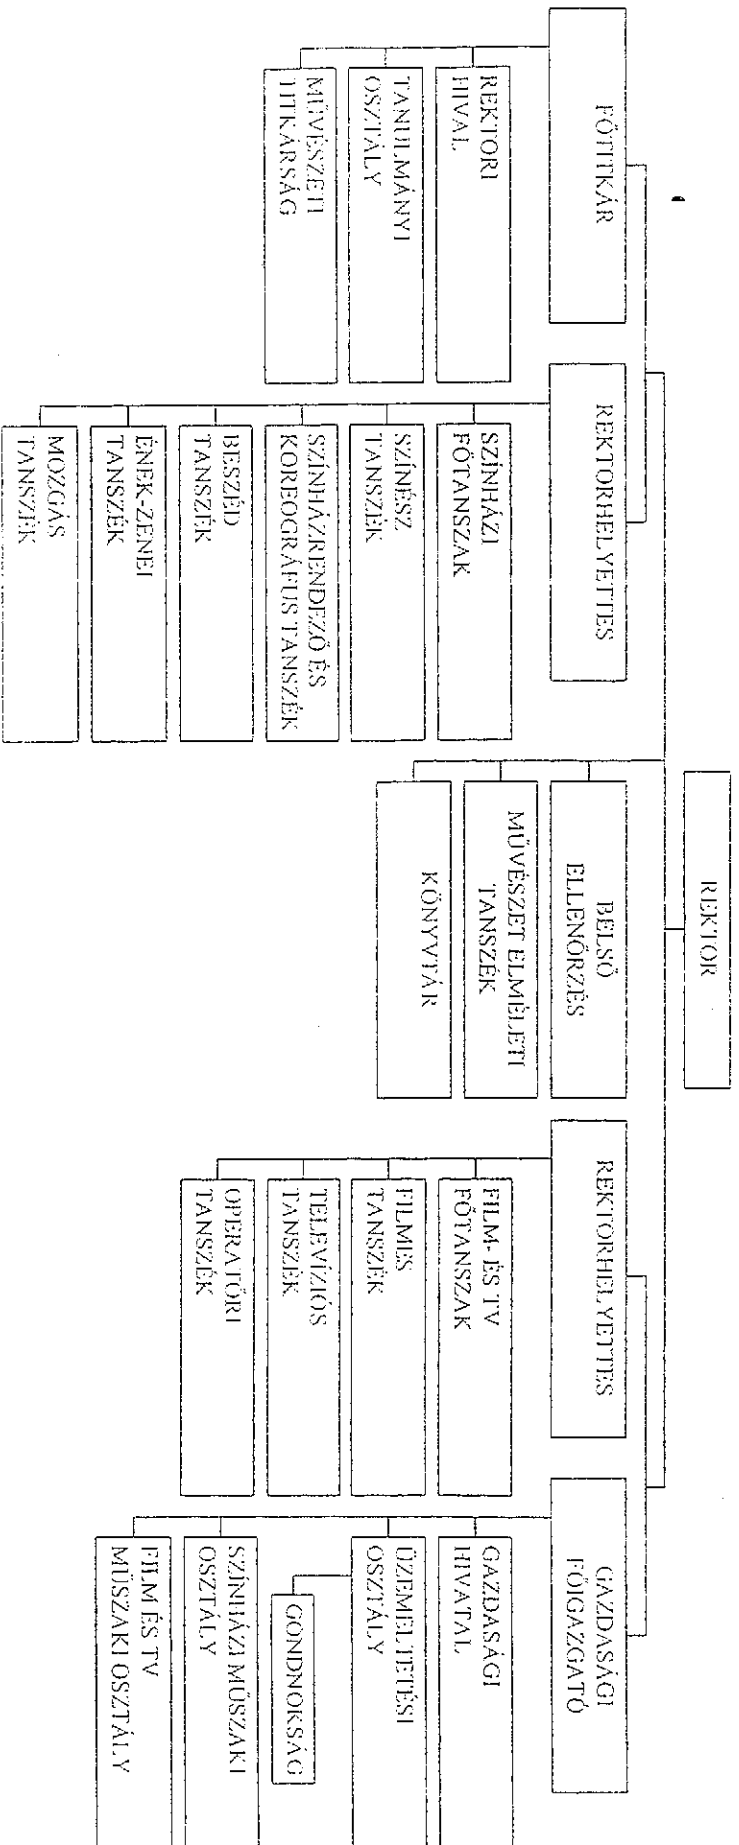 REKTOR
FŐTITKÁR
REKTORI
HIVAL
TANULMÁNYI
OSZTÁLY
MŰVÉSZETI
TITKÁRSÁG
REKTORHELYETTES
SZÍNHÁZI
FŐTANSZAK
SZÍNÉSZ
TANSZÉK
SZÍNHÁZRENDEZŐ ÉS
KOREOGRÁFUS TANSZÉK
BESZÉD
TANSZÉK
ÉNEK-ZENEI
TANSZÉK
MOZGÁS
TANSZÉK
BELSŐ
ELLENŐRZÉS
MŰVÉSZET ELMÉLETI
TANSZÉK
KÖNYVTÁR
REKTORHELYETTES
FILM- ÉS TV
FŐTANSZAK
FILMES
TANSZÉK
TELEVÍZIÓS
TANSZÉK
OPERATŐRI
TANSZÉK
GAZDASÁGI
FŐIGAZGATÓ
GAZDASÁGI
HIVATAL
ÜZEMELTETÉSI
OSZTÁLY
GONDNOKSÁG
SZÍNHÁZI MŰSZAKI
OSZTÁLY
FILM ÉS TV
MŰSZAKI OSZTÁLY